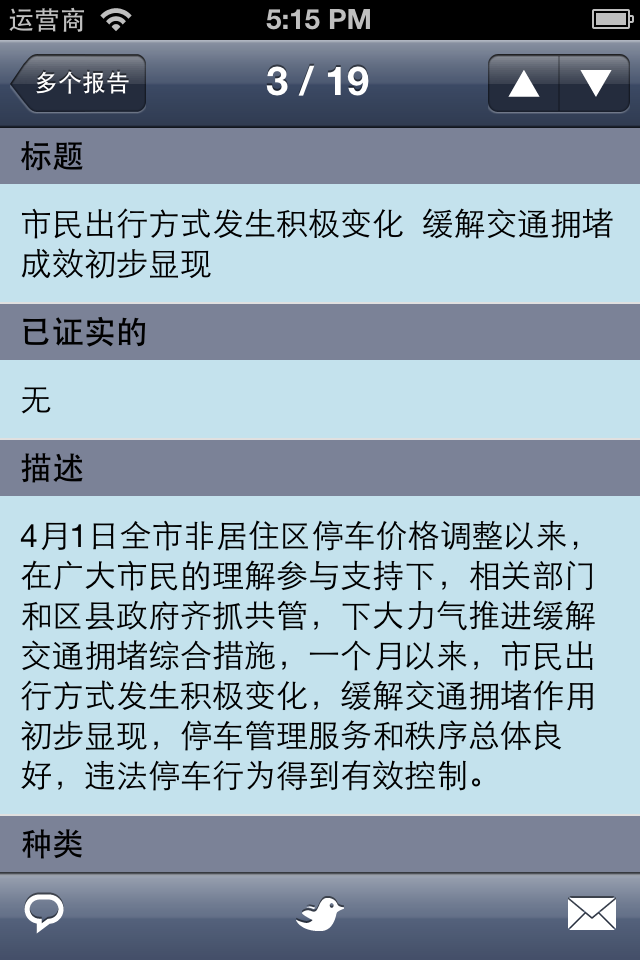 运营商 5:15 PM
多个报告 3 / 19
标题
市民出行方式发生积极变化 缓解交通拥堵
成效初步显现
已证实的
无
描述
4月1日全市非居住区停车价格调整以来，
在广大市民的理解参与支持下，相关部门
和区县政府齐抓共管，下大力气推进缓解
交通拥堵综合措施，一个月以来，市民出
行方式发生积极变化，缓解交通拥堵作用
初步显现，停车管理服务和秩序总体良
好，违法停车行为得到有效控制。
种类